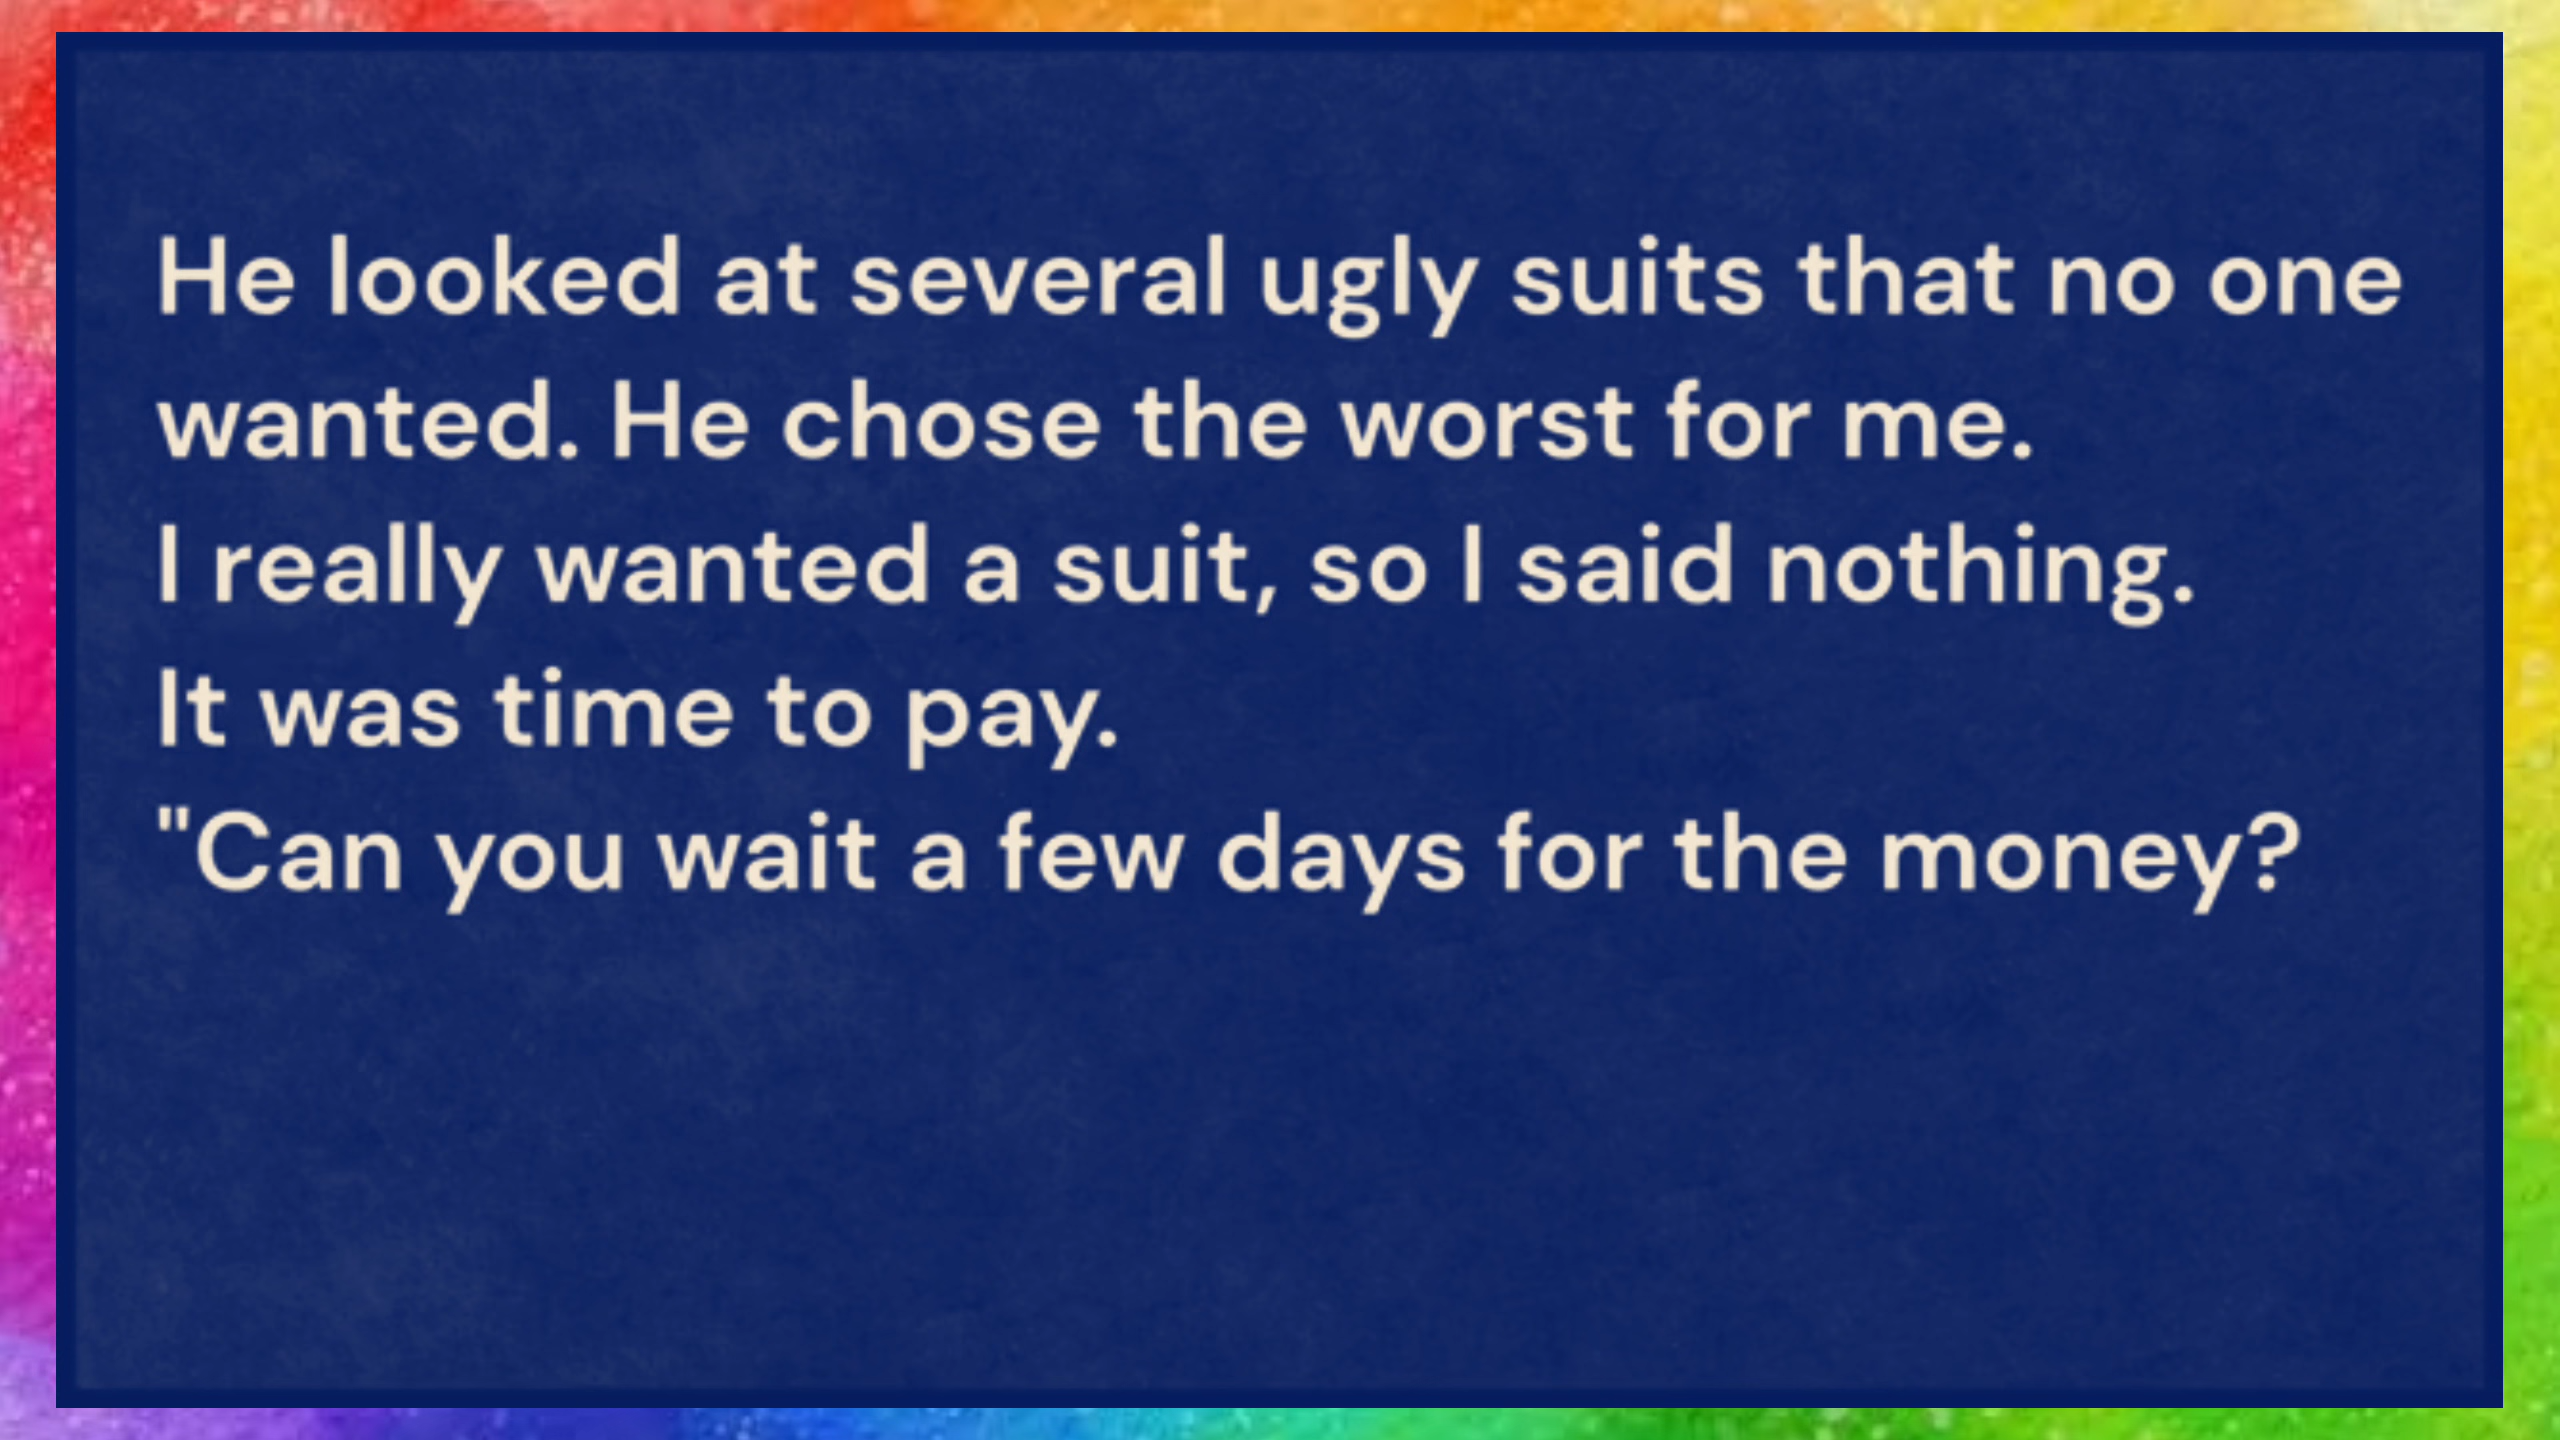 He looked at several ugly suits that no one
wanted. He chose the worst for me.
I really wanted a suit, so I said nothing.
It was time to pay.
"Can you wait a few days for the money?